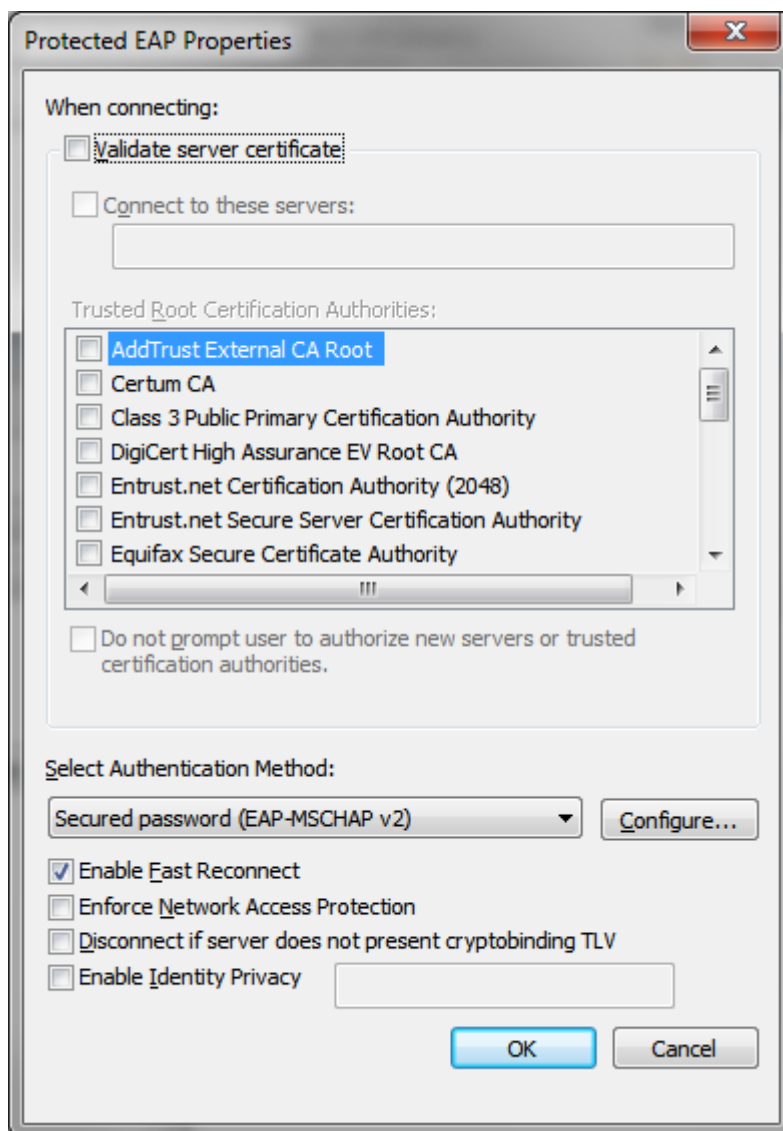 Protected EAP Properties
When connecting:
Validate server certificate
Connect to these servers:
Trusted Root Certification Authorities:
AddTrust External CA Root
Certum CA
Class 3 Public Primary Certification Authority
DigiCert High Assurance EV Root CA
Entrust.net Certification Authority (2048)
Entrust.net Secure Server Certification Authority
Equifax Secure Certificate Authority
Do not prompt user to authorize new servers or trusted
certification authorities.
Select Authentication Method:
Secured password (EAP-MSCHAP v2)
Configure...
Enable Fast Reconnect
Enforce Network Access Protection
Disconnect if server does not present cryptobinding TLV
Enable Identity Privacy
OK
Cancel